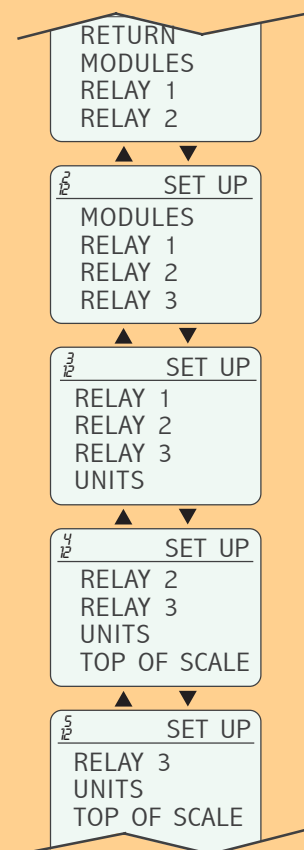 RETURN
MODULES
RELAY 1
RELAY 2
2/12 SET UP
MODULES
RELAY 1
RELAY 2
RELAY 3
3/12 SET UP
RELAY 1
RELAY 2
RELAY 3
UNITS
4/12 SET UP
RELAY 2
RELAY 3
UNITS
TOP OF SCALE
5/12 SET UP
RELAY 3
UNITS
TOP OF SCALE